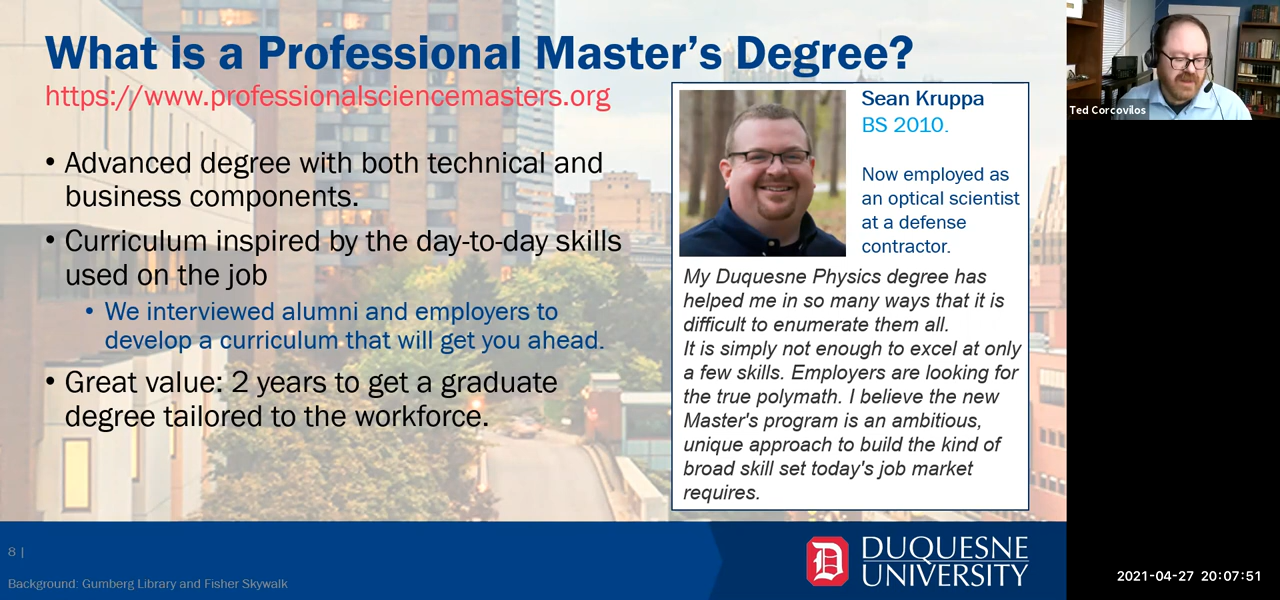 What is a Professional Master's Degree?
https://www.professionalsciencemasters.org
• Advanced degree with both technical and
business components.
• Curriculum inspired by the day-to-day skills
used on the job
• We interviewed alumni and employers to
develop a curriculum that will get you ahead.
• Great value: 2 years to get a graduate
degree tailored to the workforce.
Sean Kruppa
BS 2010.
Now employed as
an optical scientist
at a defense
contractor.
My Duquesne Physics degree has
helped me in so many ways that it is
difficult to enumerate them all.
It is simply not enough to excel at only
a few skills. Employers are looking for
the true polymath. I believe the new
Master's program is an ambitious,
unique approach to build the kind of
broad skill set today's job market
requires.
8 |
Background: Gumberg Library and Fisher Skywalk
D
DUQUESNE
UNIVERSITY
Ted Corcovilos
2021-04-27 20:07:51